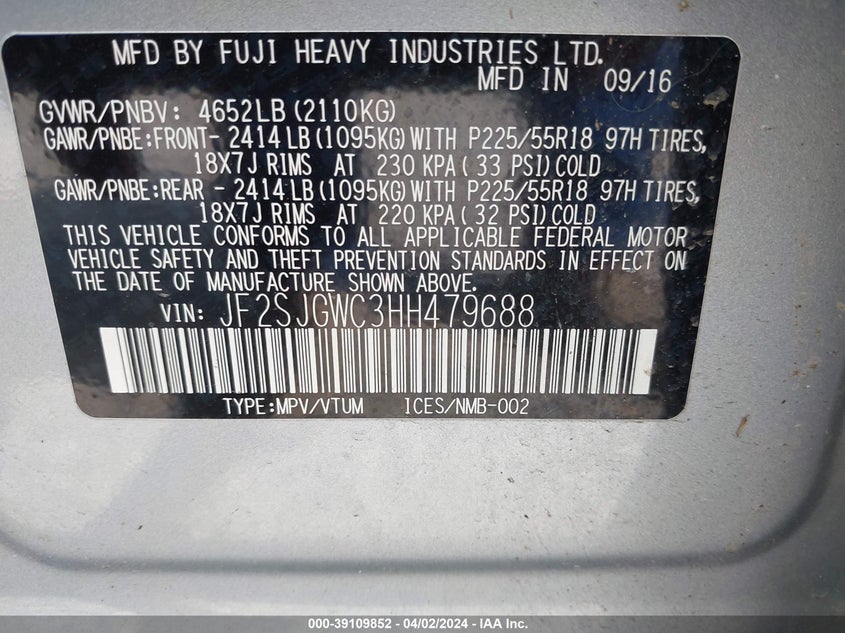 MFD BY FUJI HEAVY INDUSTRIES LTD.
MFD IN 09/16
GVWR/PNBV: 4652LB (2110KG)
GAWR/PNBE:FRONT- 2414 LB (1095KG) WITH P225/55R18 97H TIRES,
18X7J RIMS AT 230 KPA ( 33 PSI) COLD
GAWR/PNBE:REAR - 2414 LB (1095KG) WITH P225/55R18 97H TIRES,
18X7J RIMS AT 220 KPA ( 32 PSI) COLD
THIS VEHICLE CONFORMS TO ALL APPLICABLE FEDERAL MOTOR
VEHICLE SAFETY AND THEFT PREVENTION STANDARDS IN EFFECT ON
THE DATE OF MANUFACTURE SHOWN ABOVE.
VIN: JF2SJGWC3HH479688
TYPE:MPV/VTUM ICES/NMB-002
000-39109852 - 04/02/2024 - IAA Inc.